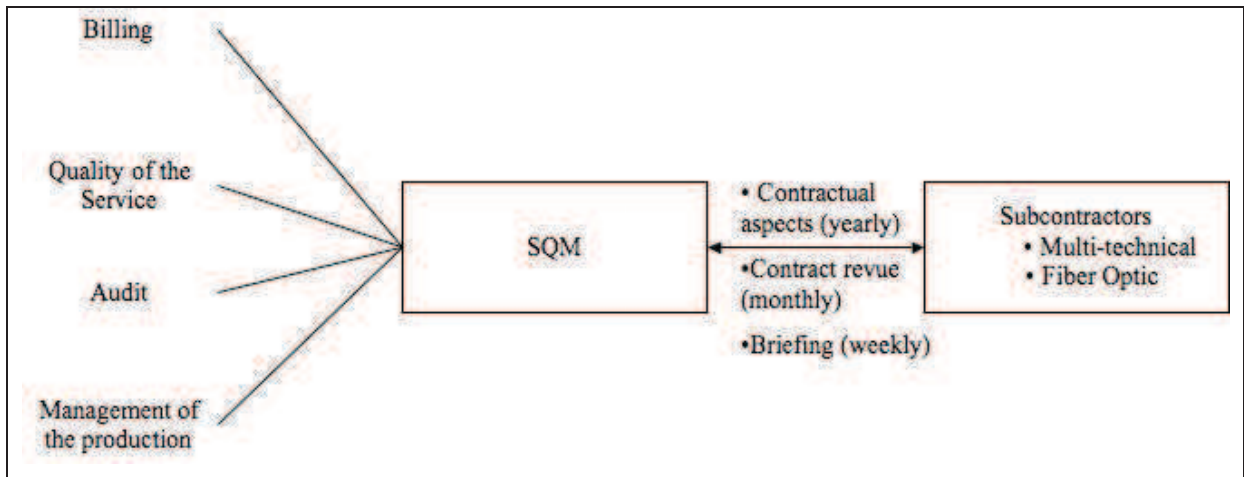 Billing
Quality of the
Service
Audit
Management of
the production
SQM
• Contractual
aspects (yearly)
•Contract revue
(monthly)
•Briefing (weekly)
Subcontractors
• Multi-technical
• Fiber Optic